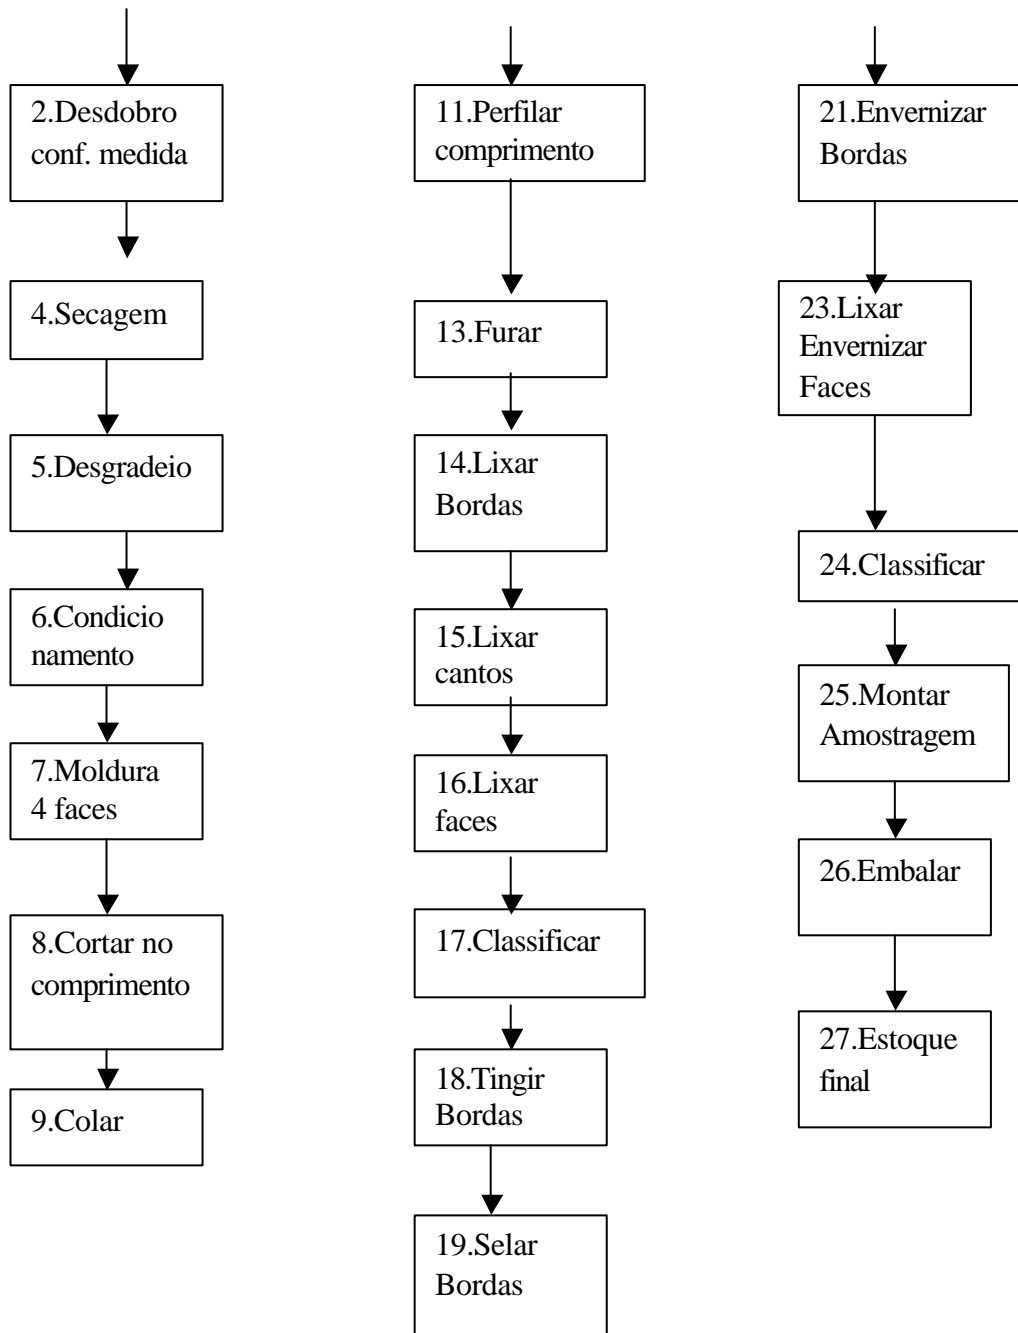 2.Desdobro
conf. medida
4.Secagem
5.Desgradeio
6.Condicio
namento
7.Moldura
4 faces
8.Cortar no
comprimento
9.Colar
11.Perfilar
comprimento
13.Furar
14.Lixar
Bordas
15.Lixar
cantos
16.Lixar
faces
17.Classificar
18.Tingir
Bordas
19.Selar
Bordas
21.Envernizar
Bordas
23.Lixar
Envernizar
Faces
24.Classificar
25.Montar
Amostragem
26.Embalar
27.Estoque
final